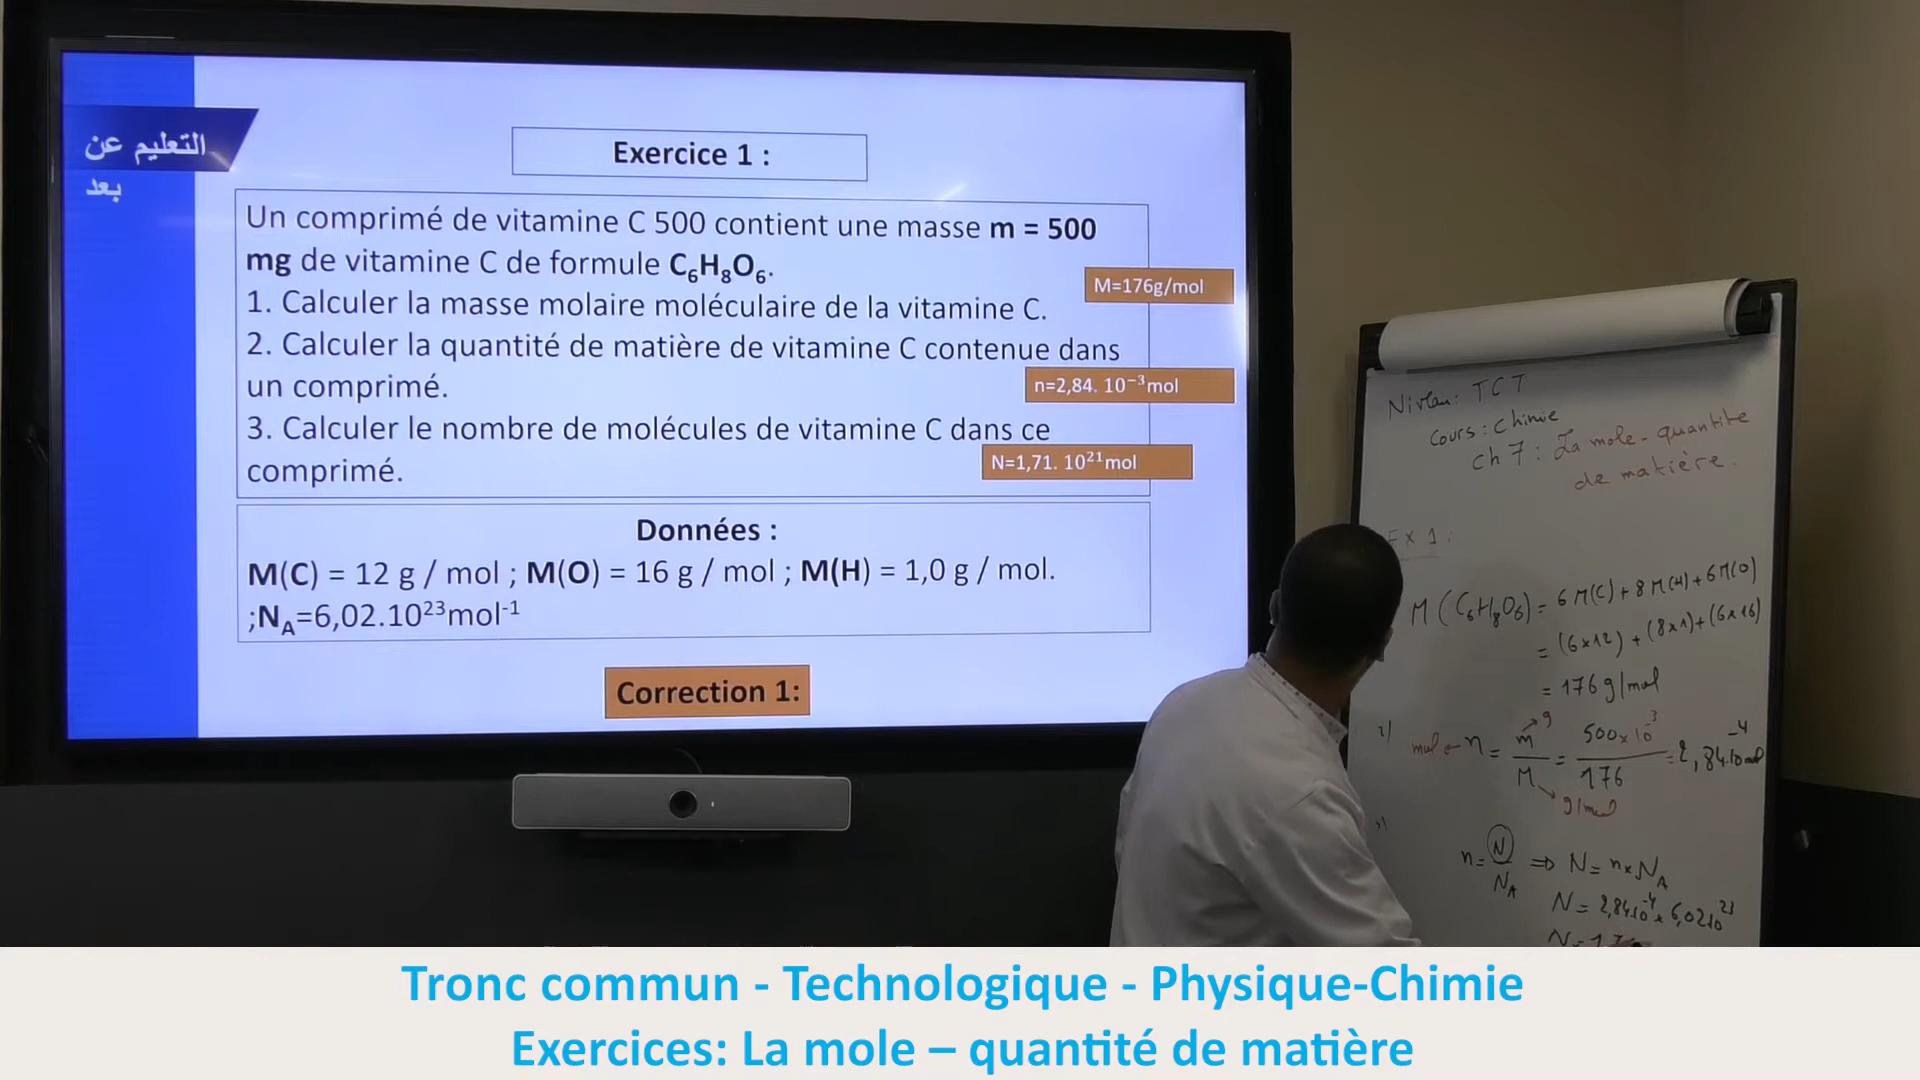 التعليم عن
بعد
Exercice 1 :
Un comprimé de vitamine C 500 contient une masse m = 500
mg de vitamine C de formule C₆H₈O₆.
M=176g/mol
1. Calculer la masse molaire moléculaire de la vitamine C.
2. Calculer la quantité de matière de vitamine C contenue dans
un comprimé.
n=2,84. 10⁻³mol
3. Calculer le nombre de molécules de vitamine C dans ce
comprimé.
N=1,71. 10²¹mol
Données :
M(C) = 12 g / mol ; M(O) = 16 g / mol ; M(H) = 1,0 g / mol.
;N_A=6,02.10²³mol⁻¹
Correction 1:
Niveau: TCT
Cours: Chimie
Ch 7: La mole - quantité
de matière.
Ex 1:
M(C₆H₈O₆) = 6M(C)+8M(H)+6M(O)
= (6x12)+(8x1)+(6x16)
= 176 g/mol
2) mol ← n = m/M = 500x10⁻³/176 = 2,84.10⁻⁴mol
g
g/mol
n = N/N_A ⇒ N = n x N_A
N = 2,84.10⁻⁴ x 6,02.10²³
N =
Tronc commun - Technologique - Physique-Chimie
Exercices: La mole – quantité de matière